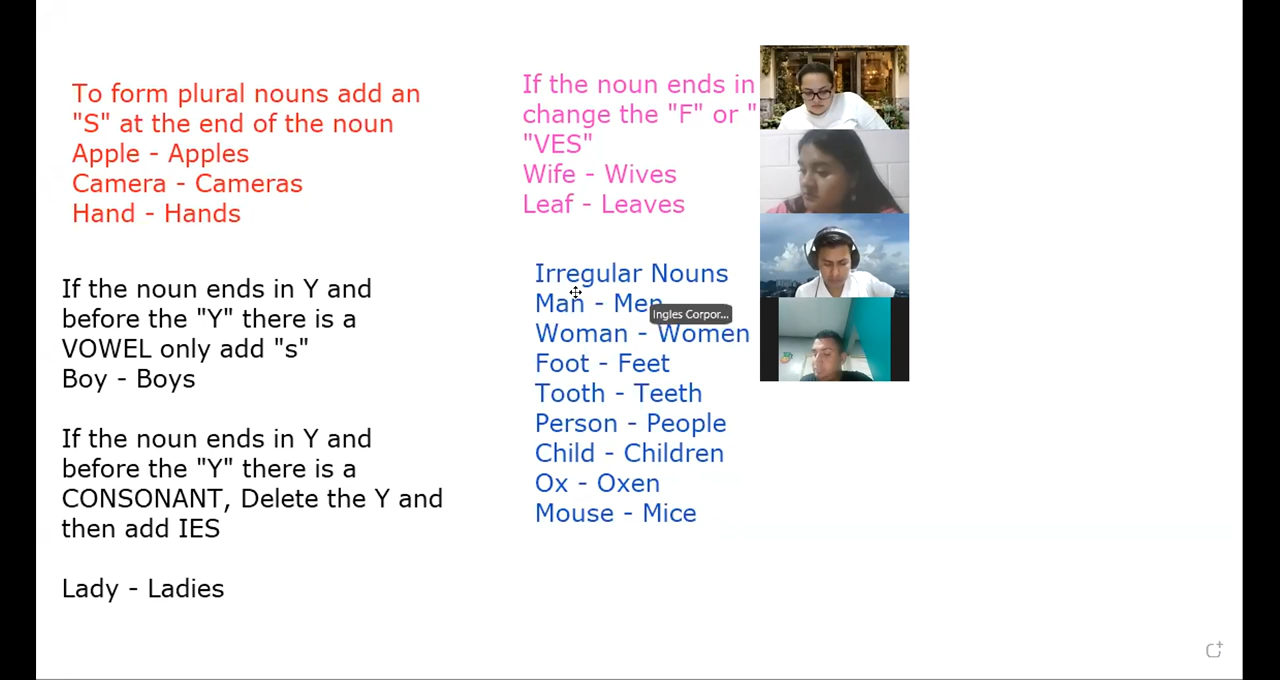 To form plural nouns add an
"S" at the end of the noun
Apple - Apples
Camera - Cameras
Hand - Hands
If the noun ends in Y and
before the "Y" there is a
VOWEL only add "s"
Boy - Boys
If the noun ends in Y and
before the "Y" there is a
CONSONANT, Delete the Y and
then add IES
Lady - Ladies
If the noun ends in
change the "F" or "
"VES"
Wife - Wives
Leaf - Leaves
Irregular Nouns
Man - Men
Ingles Corpor...
Woman - Women
Foot - Feet
Tooth - Teeth
Person - People
Child - Children
Ox - Oxen
Mouse - Mice